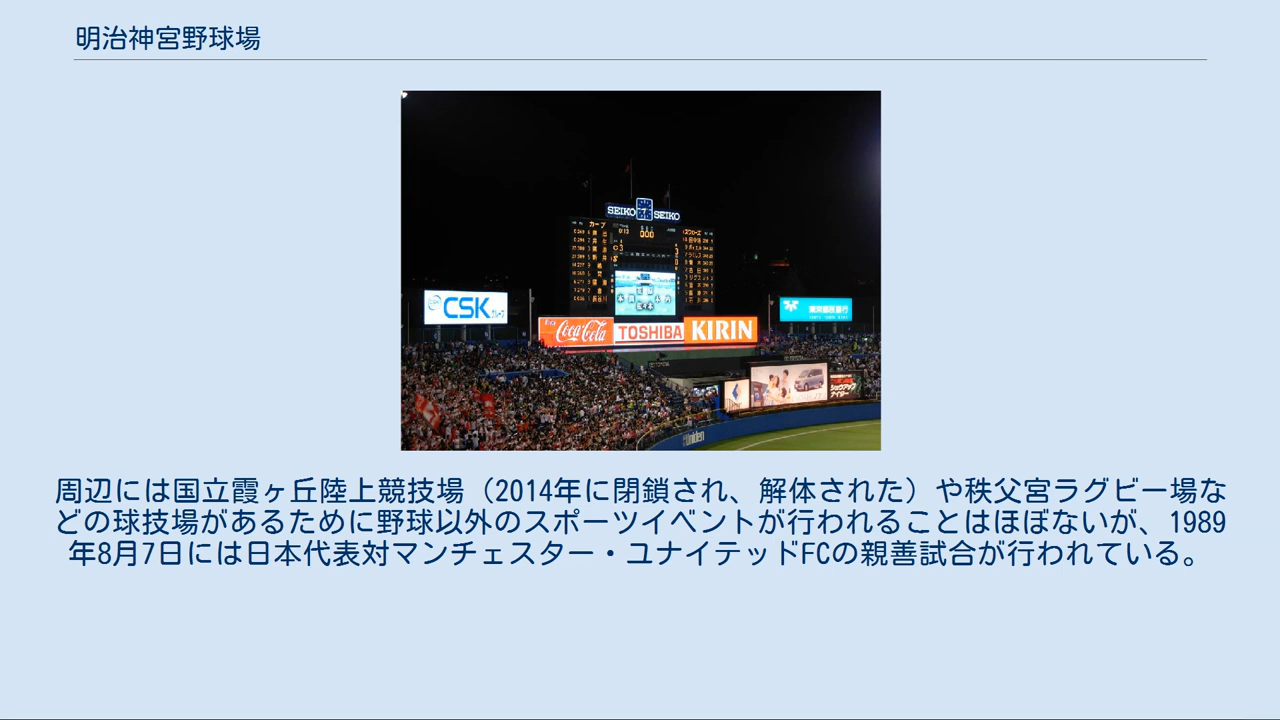 明治神宮野球場
SEIKO SEIKO
カープ
CSK
Coca-Cola
TOSHIBA
KIRIN
Uniden
周辺には国立霞ヶ丘陸上競技場（2014年に閉鎖され、解体された）や秩父宮ラグビー場な
どの球技場があるために野球以外のスポーツイベントが行われることはほぼないが、1989
年8月7日には日本代表対マンチェスター・ユナイテッドFCの親善試合が行われている。